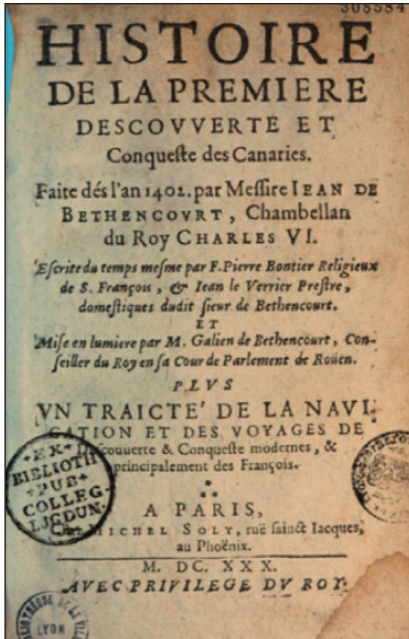 308584
HISTOIRE
DE LA PREMIERE
DESCOVVERTE ET
Conqueste des Canaries.
Faite dés l'an 1402. par Messire IEAN DE
BETHENCOVRT, Chambellan
du Roy CHARLES VI.
Escrite du temps mesme par F. Pierre Bontier Religieux
de S. François, & Iean le Verrier Prestre,
domestiques dudit sieur de Bethencourt.
ET
Mise en lumiere par M. Galien de Bethencourt, Con-
seiller du Roy en sa Cour de Parlement de Roüen.
PLVS
VN TRAICTE' DE LA NAVI-
GATION ET DES VOYAGES DE
Descouuerte & Conqueste modernes, &
principalement des François.
EX
BIBLIOTH
PUB
COLLEG
LUGDUN.
A PARIS,
Chez MICHEL SOLY, ruë sainct Iacques,
au Phoënix.
M. DC. XXX.
AVEC PRIVILEGE DV ROY.
LYON